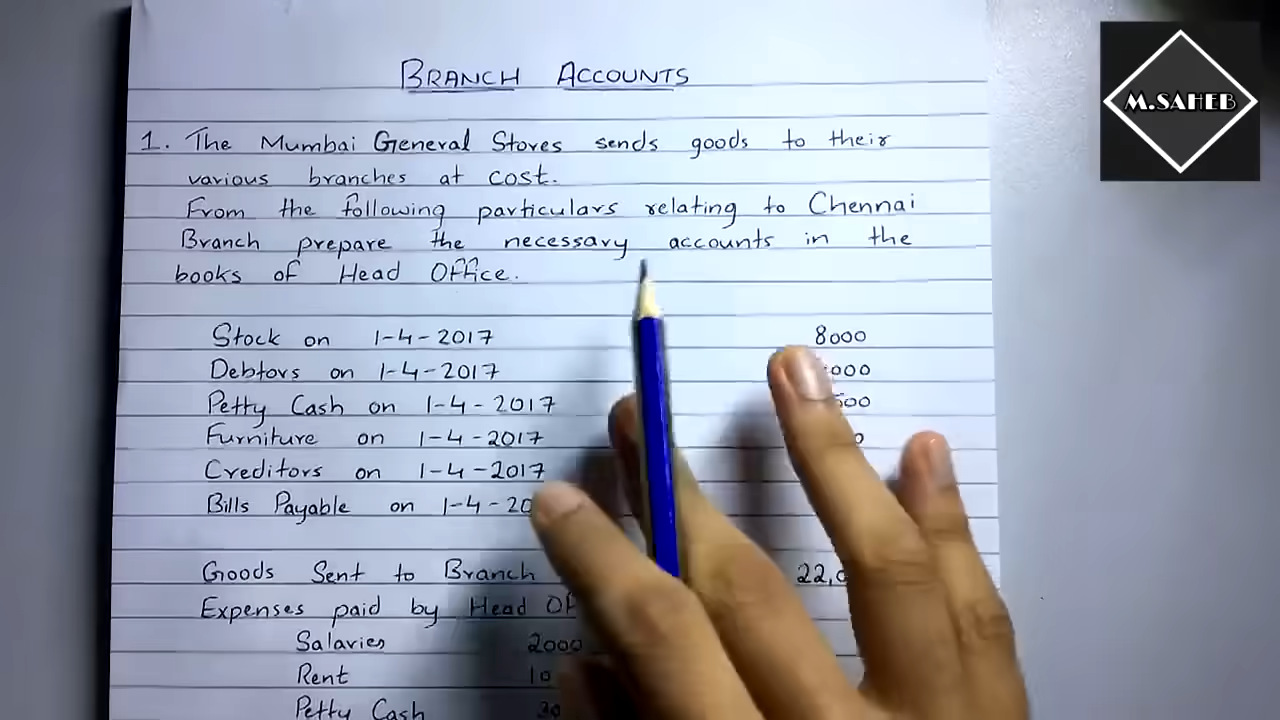 BRANCH ACCOUNTS
M.SAHEB
1. The Mumbai General Stores sends goods to their
various branches at cost.
From the following particulars relating to Chennai
Branch prepare the necessary accounts in the
books of Head Office.
Stock on 1-4-2017 8000
Debtors on 1-4-2017
Petty Cash on 1-4-2017
Furniture on 1-4-2017
Creditors on 1-4-2017
Bills Payable on
Goods Sent to Branch
Expenses paid by Head
Salaries 2000
Rent
Petty Cash